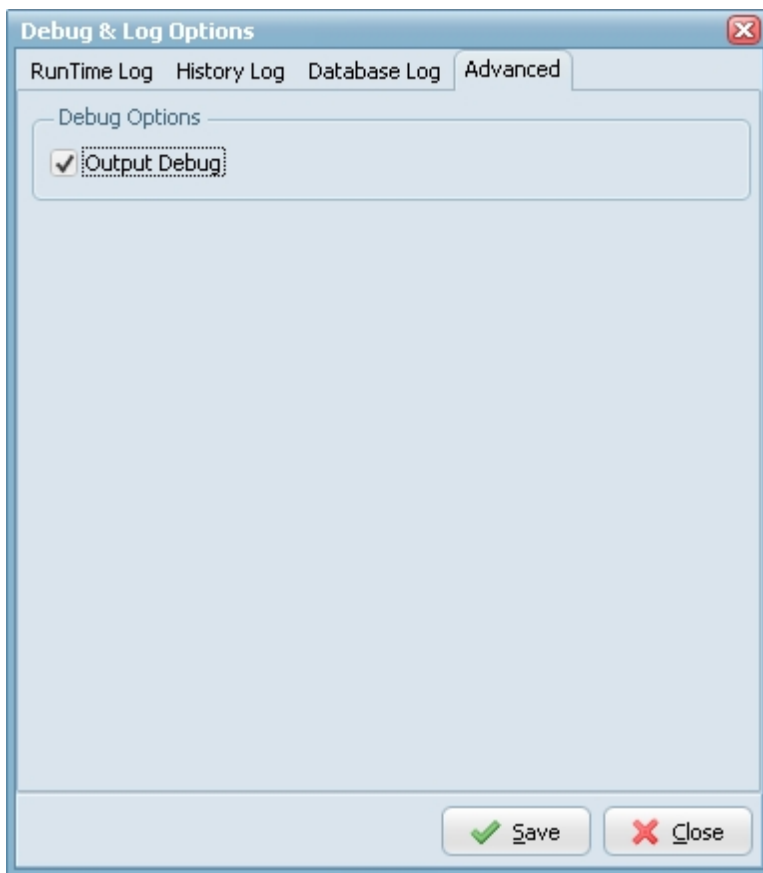 Debug & Log Options
RunTime Log History Log Database Log Advanced
Debug Options
Output Debug
Save Close